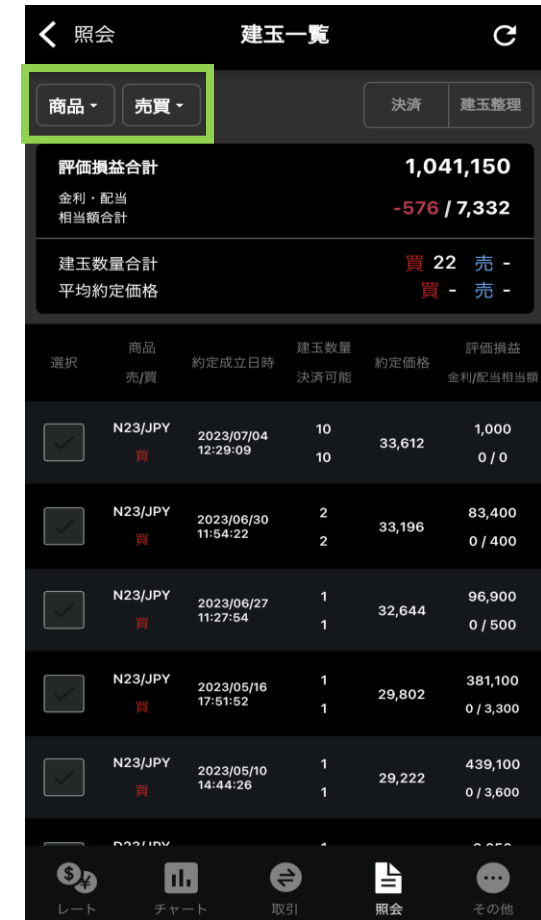 照会 建玉一覧
商品 売買 決済 建玉整理
評価損益合計 1,041,150
金利・配当
相当額合計 -576 / 7,332
建玉数量合計 買 22 売 -
平均約定価格 買 - 売 -
選択 商品 売/買 約定成立日時 建玉数量 決済可能 約定価格 評価損益 金利/配当相当額
N23/JPY 2023/07/04 10 33,612 1,000
買 12:29:09 10 0 / 0
N23/JPY 2023/06/30 2 33,196 83,400
買 11:54:22 2 0 / 400
N23/JPY 2023/06/27 1 32,644 96,900
買 11:27:54 1 0 / 500
N23/JPY 2023/05/16 1 29,802 381,100
買 17:51:52 1 0 / 3,300
N23/JPY 2023/05/10 1 29,222 439,100
買 14:44:26 1 0 / 3,600
レート チャート 取引 照会 その他